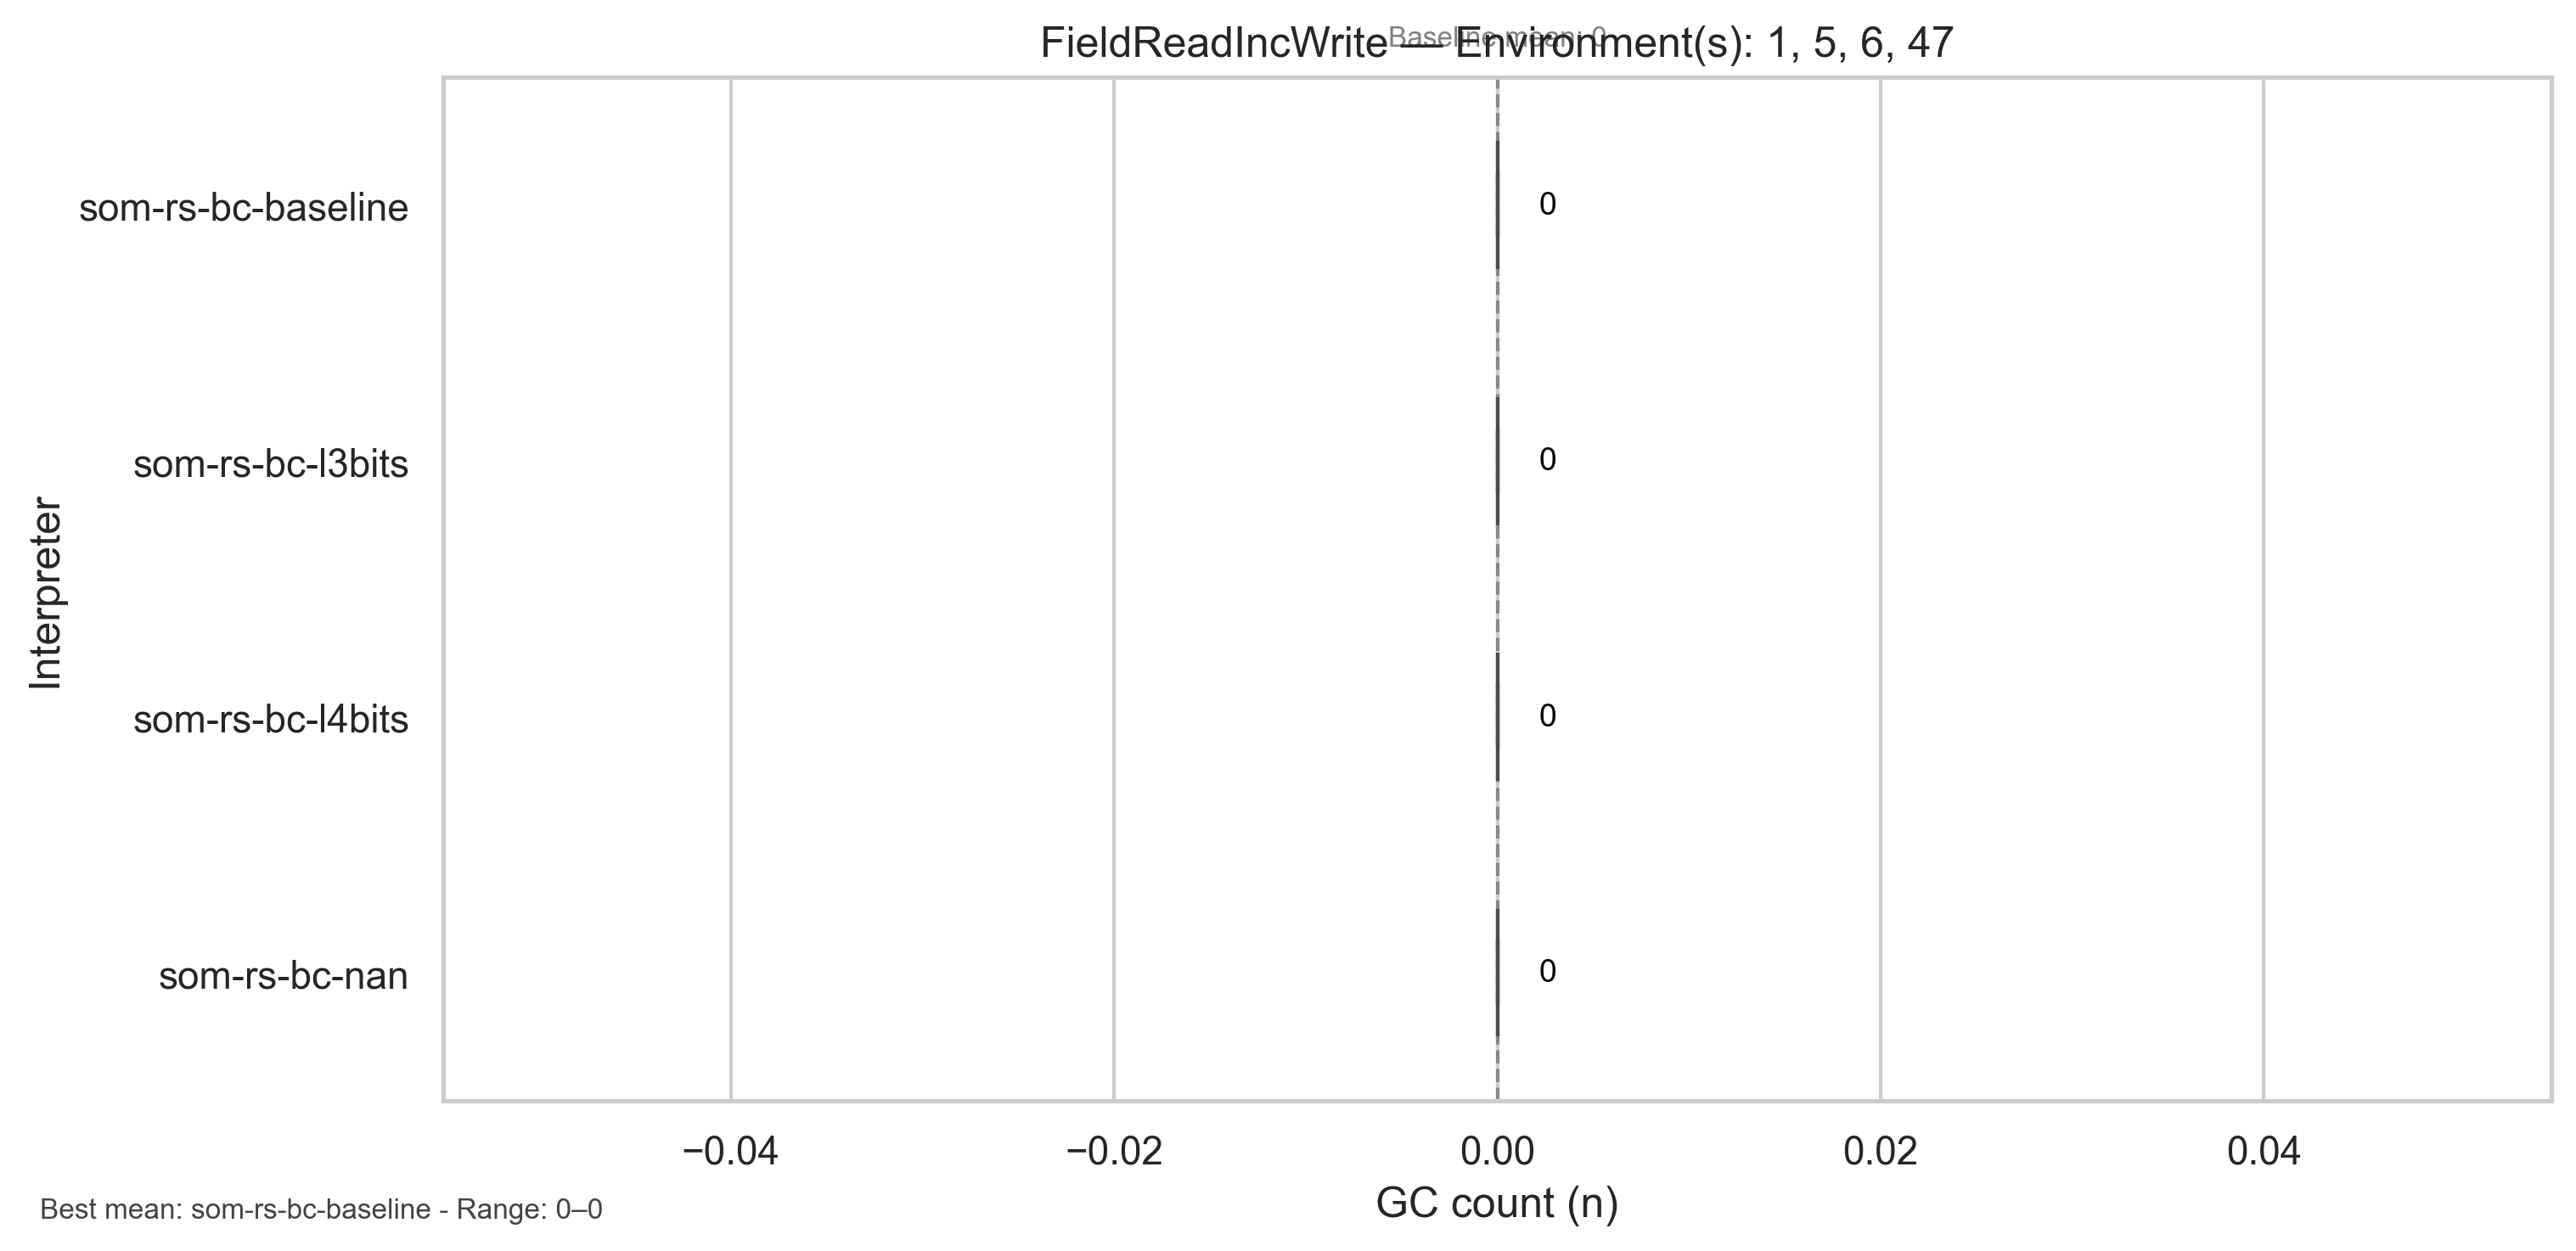 Baseline mean: 0
FieldReadIncWrite — Environment(s): 1, 5, 6, 47
som-rs-bc-baseline
0
som-rs-bc-l3bits
0
som-rs-bc-l4bits
0
som-rs-bc-nan
0
Interpreter
−0.04
−0.02
0.00
0.02
0.04
GC count (n)
Best mean: som-rs-bc-baseline - Range: 0–0